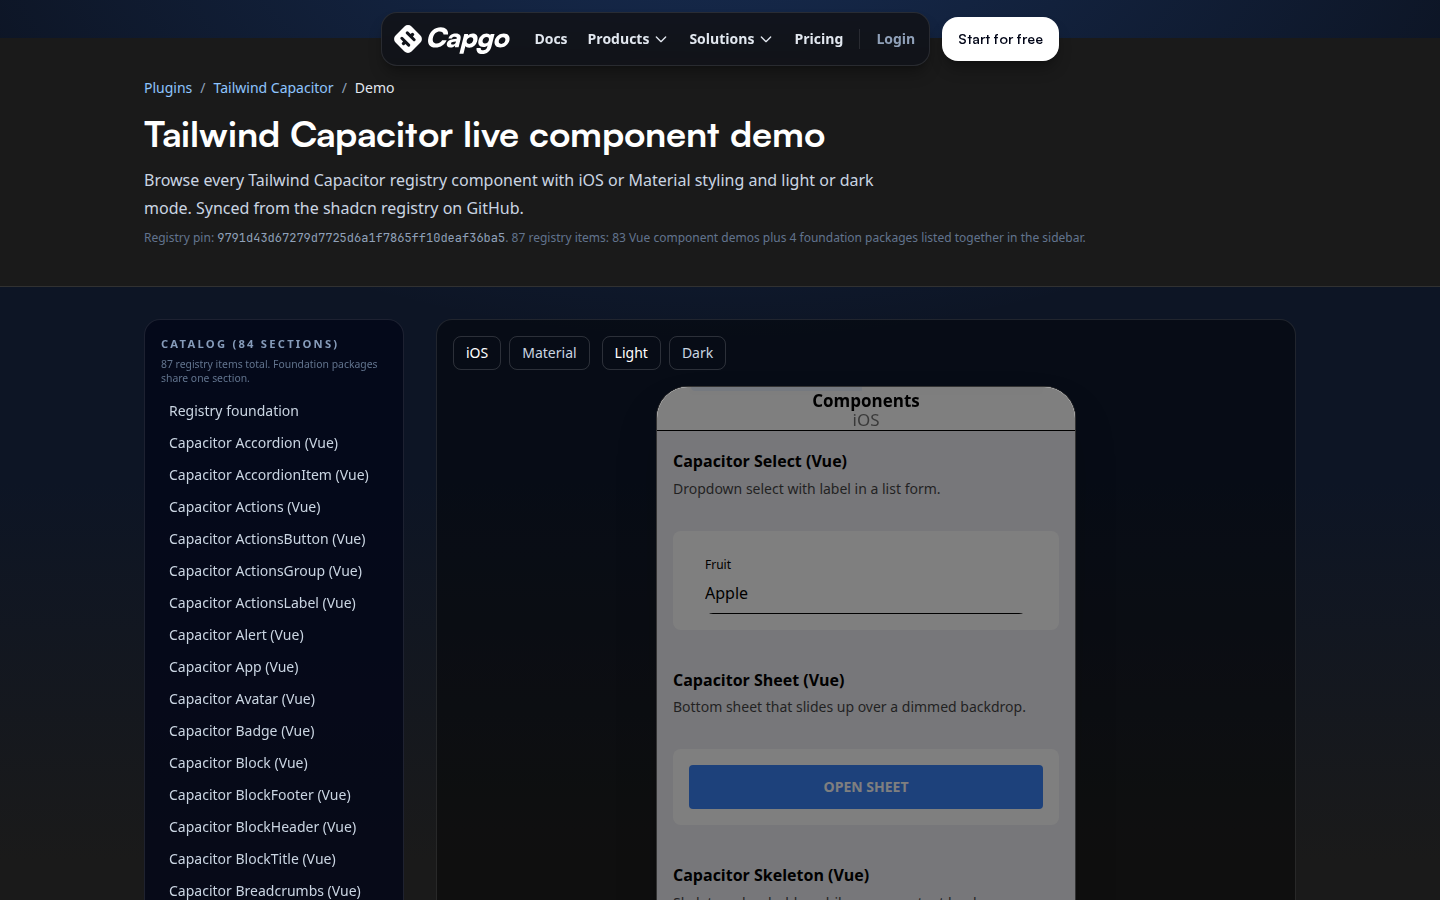 Capgo
Docs
Products
Solutions
Pricing
Login
Start for free
Plugins / Tailwind Capacitor / Demo
Tailwind Capacitor live component demo
Browse every Tailwind Capacitor registry component with iOS or Material styling and light or dark
mode. Synced from the shadcn registry on GitHub.
Registry pin: 9791d43d67279d7725d6a1f7865ff10deaf36ba5. 87 registry items: 83 Vue component demos plus 4 foundation packages listed together in the sidebar.
CATALOG (84 SECTIONS)
87 registry items total. Foundation packages
share one section.
Registry foundation
Capacitor Accordion (Vue)
Capacitor AccordionItem (Vue)
Capacitor Actions (Vue)
Capacitor ActionsButton (Vue)
Capacitor ActionsGroup (Vue)
Capacitor ActionsLabel (Vue)
Capacitor Alert (Vue)
Capacitor App (Vue)
Capacitor Avatar (Vue)
Capacitor Badge (Vue)
Capacitor Block (Vue)
Capacitor BlockFooter (Vue)
Capacitor BlockHeader (Vue)
Capacitor BlockTitle (Vue)
Capacitor Breadcrumbs (Vue)
iOS
Material
Light
Dark
Components
iOS
Capacitor Select (Vue)
Dropdown select with label in a list form.
Fruit
Apple
Capacitor Sheet (Vue)
Bottom sheet that slides up over a dimmed backdrop.
OPEN SHEET
Capacitor Skeleton (Vue)